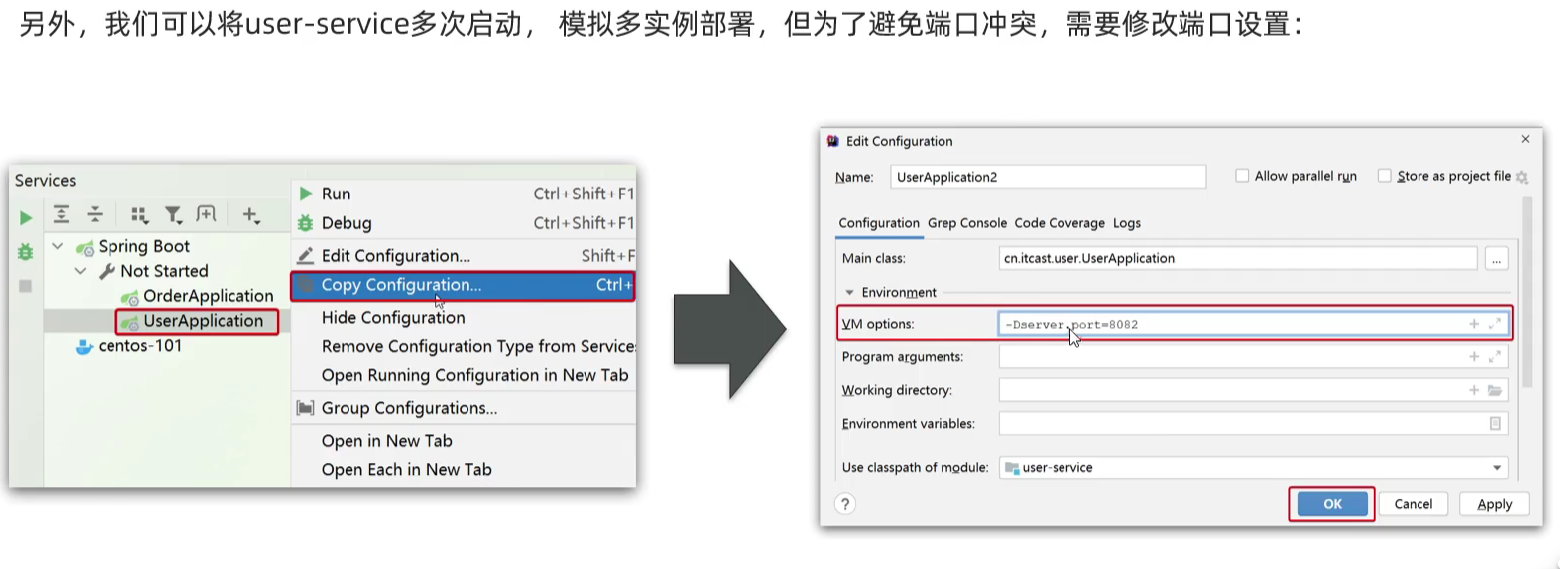 另外，我们可以将user-service多次启动， 模拟多实例部署，但为了避免端口冲突，需要修改端口设置：
Services
Spring Boot
Not Started
OrderApplication
UserApplication
centos-101
Run Ctrl+Shift+F1
Debug Ctrl+Shift+F1
Edit Configuration... Shift+F
Copy Configuration... Ctrl+
Hide Configuration
Remove Configuration Type from Service
Open Running Configuration in New Tab
Group Configurations...
Open in New Tab
Open Each in New Tab
Edit Configuration
Name: UserApplication2 Allow parallel run Store as project file
Configuration Grep Console Code Coverage Logs
Main class: cn.itcast.user.UserApplication ...
Environment
VM options: -Dserver.port=8082
Program arguments:
Working directory:
Environment variables:
Use classpath of module: user-service
? OK Cancel Apply